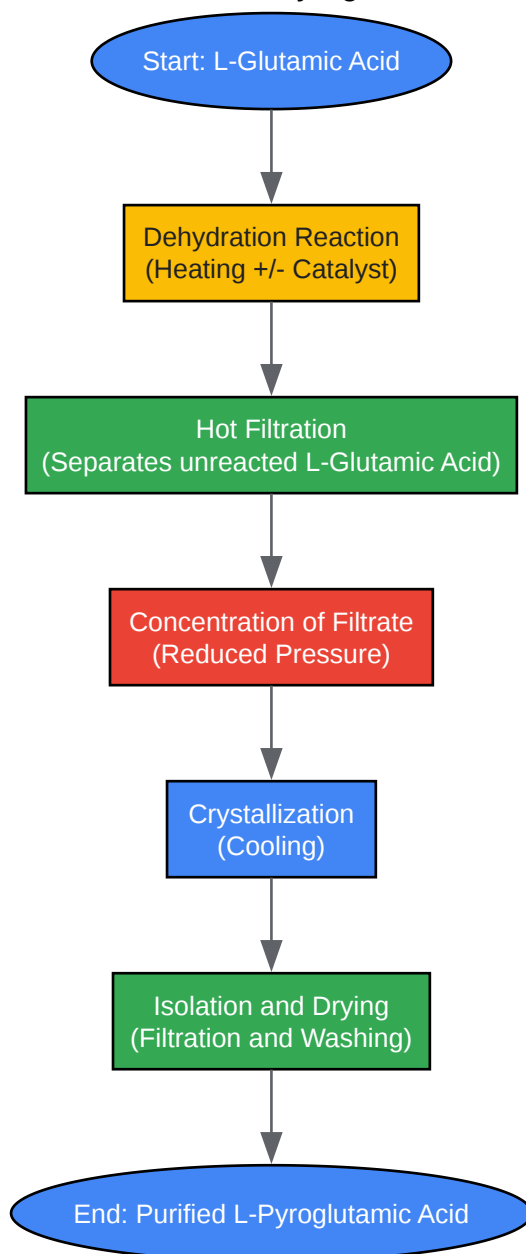 Start: L-Glutamic Acid
Dehydration Reaction
(Heating +/- Catalyst)
Hot Filtration
(Separates unreacted L-Glutamic Acid)
Concentration of Filtrate
(Reduced Pressure)
Crystallization
(Cooling)
Isolation and Drying
(Filtration and Washing)
End: Purified L-Pyroglutamic Acid